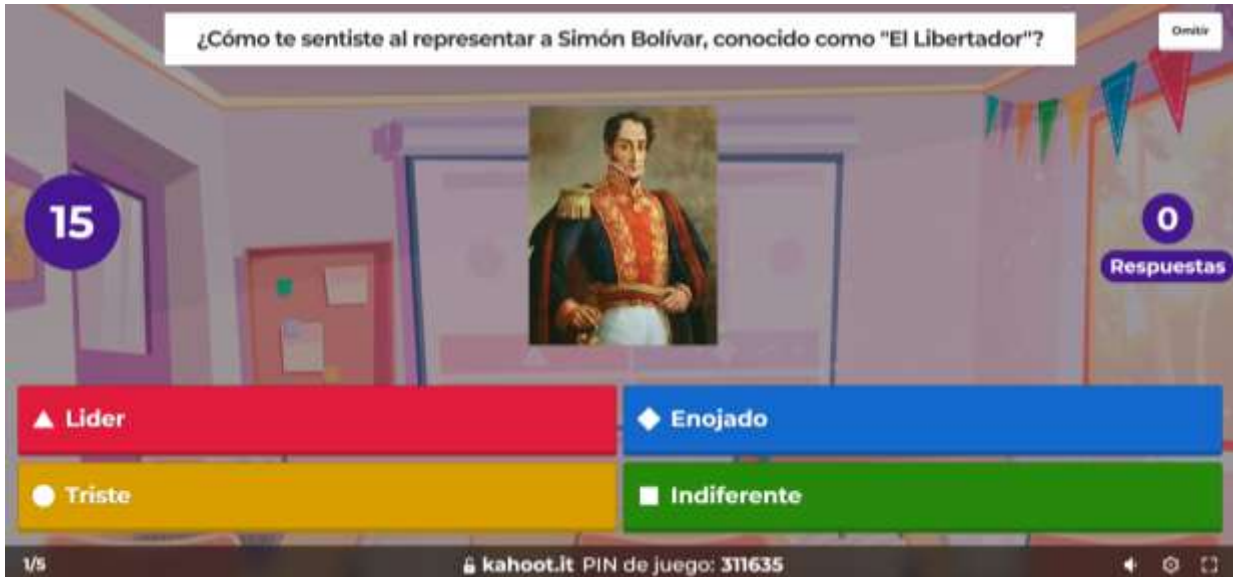 ¿Cómo te sentiste al representar a Simón Bolívar, conocido como "El Libertador"?
Omitir
15
0
Respuestas
Lider
Enojado
Triste
Indiferente
1/5
kahoot.it PIN de juego: 311635